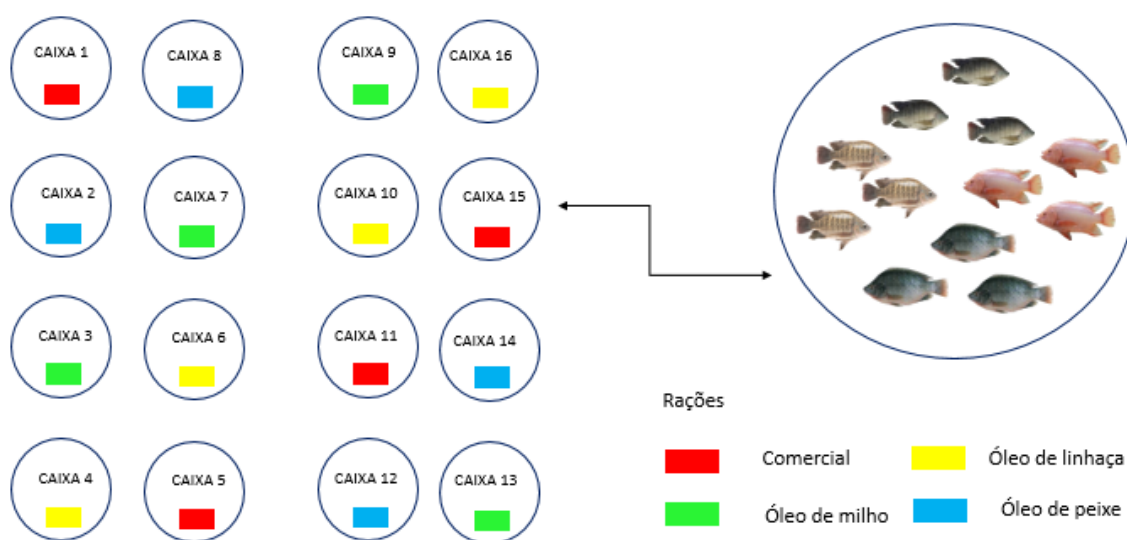 CAIXA 1
CAIXA 8
CAIXA 9
CAIXA 16
CAIXA 2
CAIXA 7
CAIXA 10
CAIXA 15
CAIXA 3
CAIXA 6
CAIXA 11
CAIXA 14
CAIXA 4
CAIXA 5
CAIXA 12
CAIXA 13
Rações
Comercial
Óleo de linhaça
Óleo de milho
Óleo de peixe